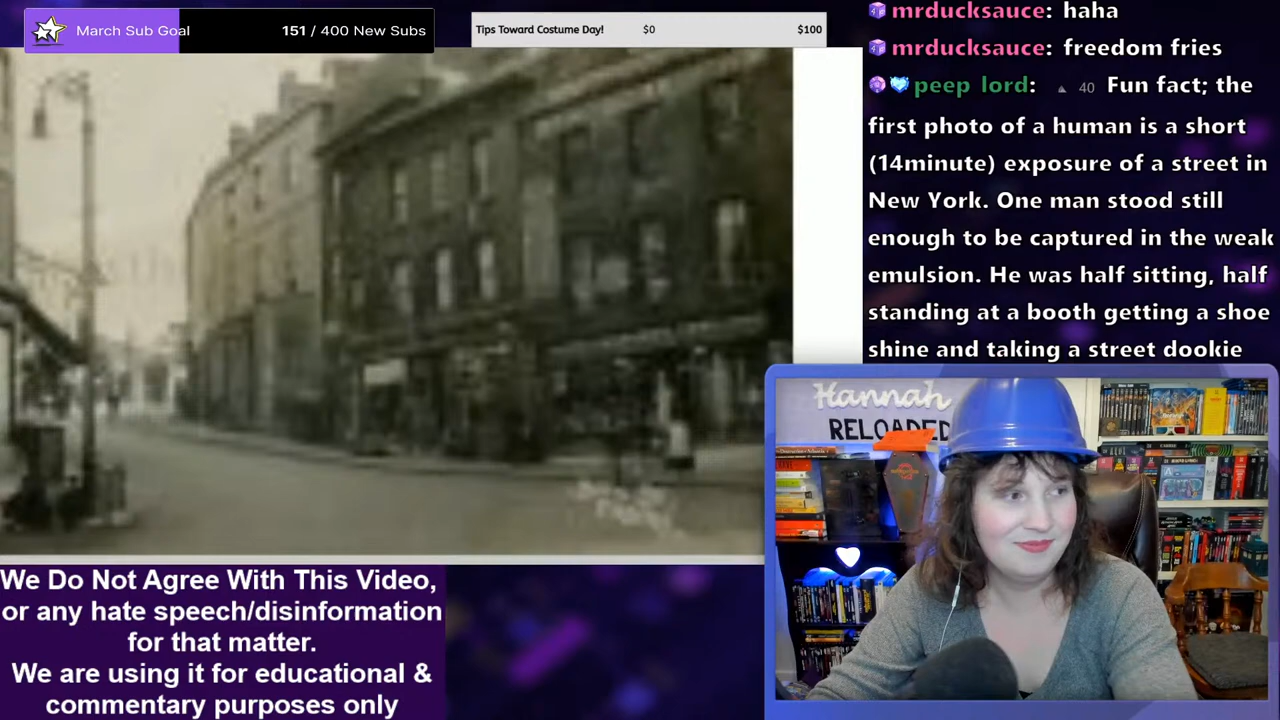 March Sub Goal 151 / 400 New Subs
Tips Toward Costume Day! $0 $100
mrducksauce: haha
mrducksauce: freedom fries
peep lord: 40 Fun fact; the
first photo of a human is a short
(14minute) exposure of a street in
New York. One man stood still
enough to be captured in the weak
emulsion. He was half sitting, half
standing at a booth getting a shoe
shine and taking a street dookie
Hannah
RELOADED
We Do Not Agree With This Video,
or any hate speech/disinformation
for that matter.
We are using it for educational &
commentary purposes only